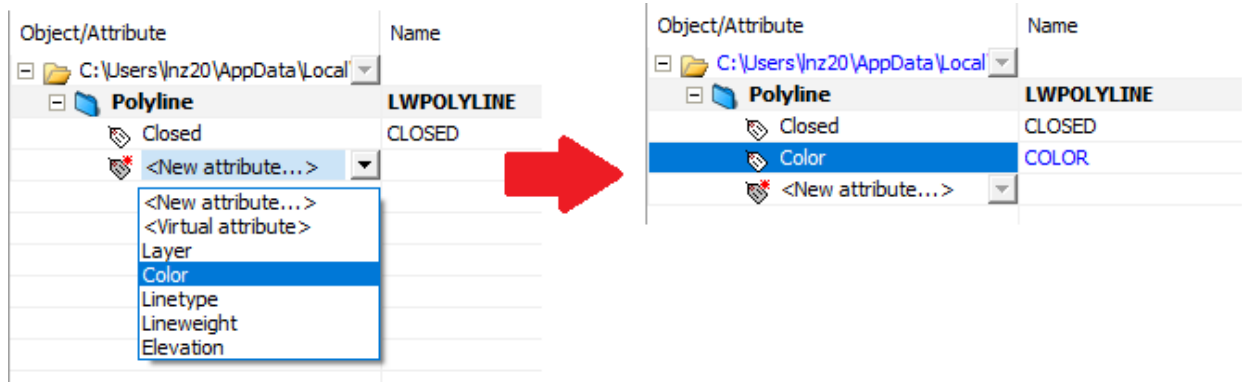 Object/Attribute Name
C:\Users\lnz20\AppData\Local\
Polyline LWPOLYLINE
Closed CLOSED
<New attribute...>
<New attribute...>
<Virtual attribute>
Layer
Color
Linetype
Lineweight
Elevation
Object/Attribute Name
C:\Users\lnz20\AppData\Local\
Polyline LWPOLYLINE
Closed CLOSED
Color COLOR
<New attribute...>